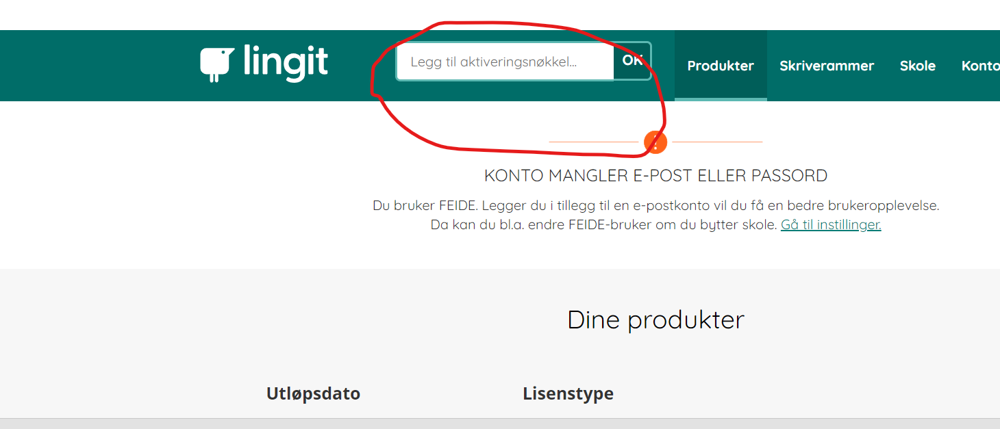 lingit
Legg til aktiveringsnøkkel...
OK
Produkter
Skriverammer
Skole
Konto
KONTO MANGLER E-POST ELLER PASSORD
Du bruker FEIDE. Legger du i tillegg til en e-postkonto vil du få en bedre brukeropplevelse.
Da kan du bl.a. endre FEIDE-bruker om du bytter skole. Gå til instillinger.
Dine produkter
Utløpsdato
Lisenstype